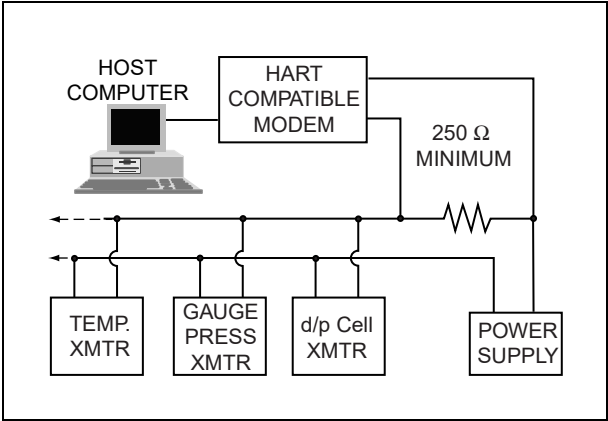 HOST
COMPUTER
HART
COMPATIBLE
MODEM
250 Ω
MINIMUM
TEMP.
XMTR
GAUGE
PRESS
XMTR
d/p Cell
XMTR
POWER
SUPPLY